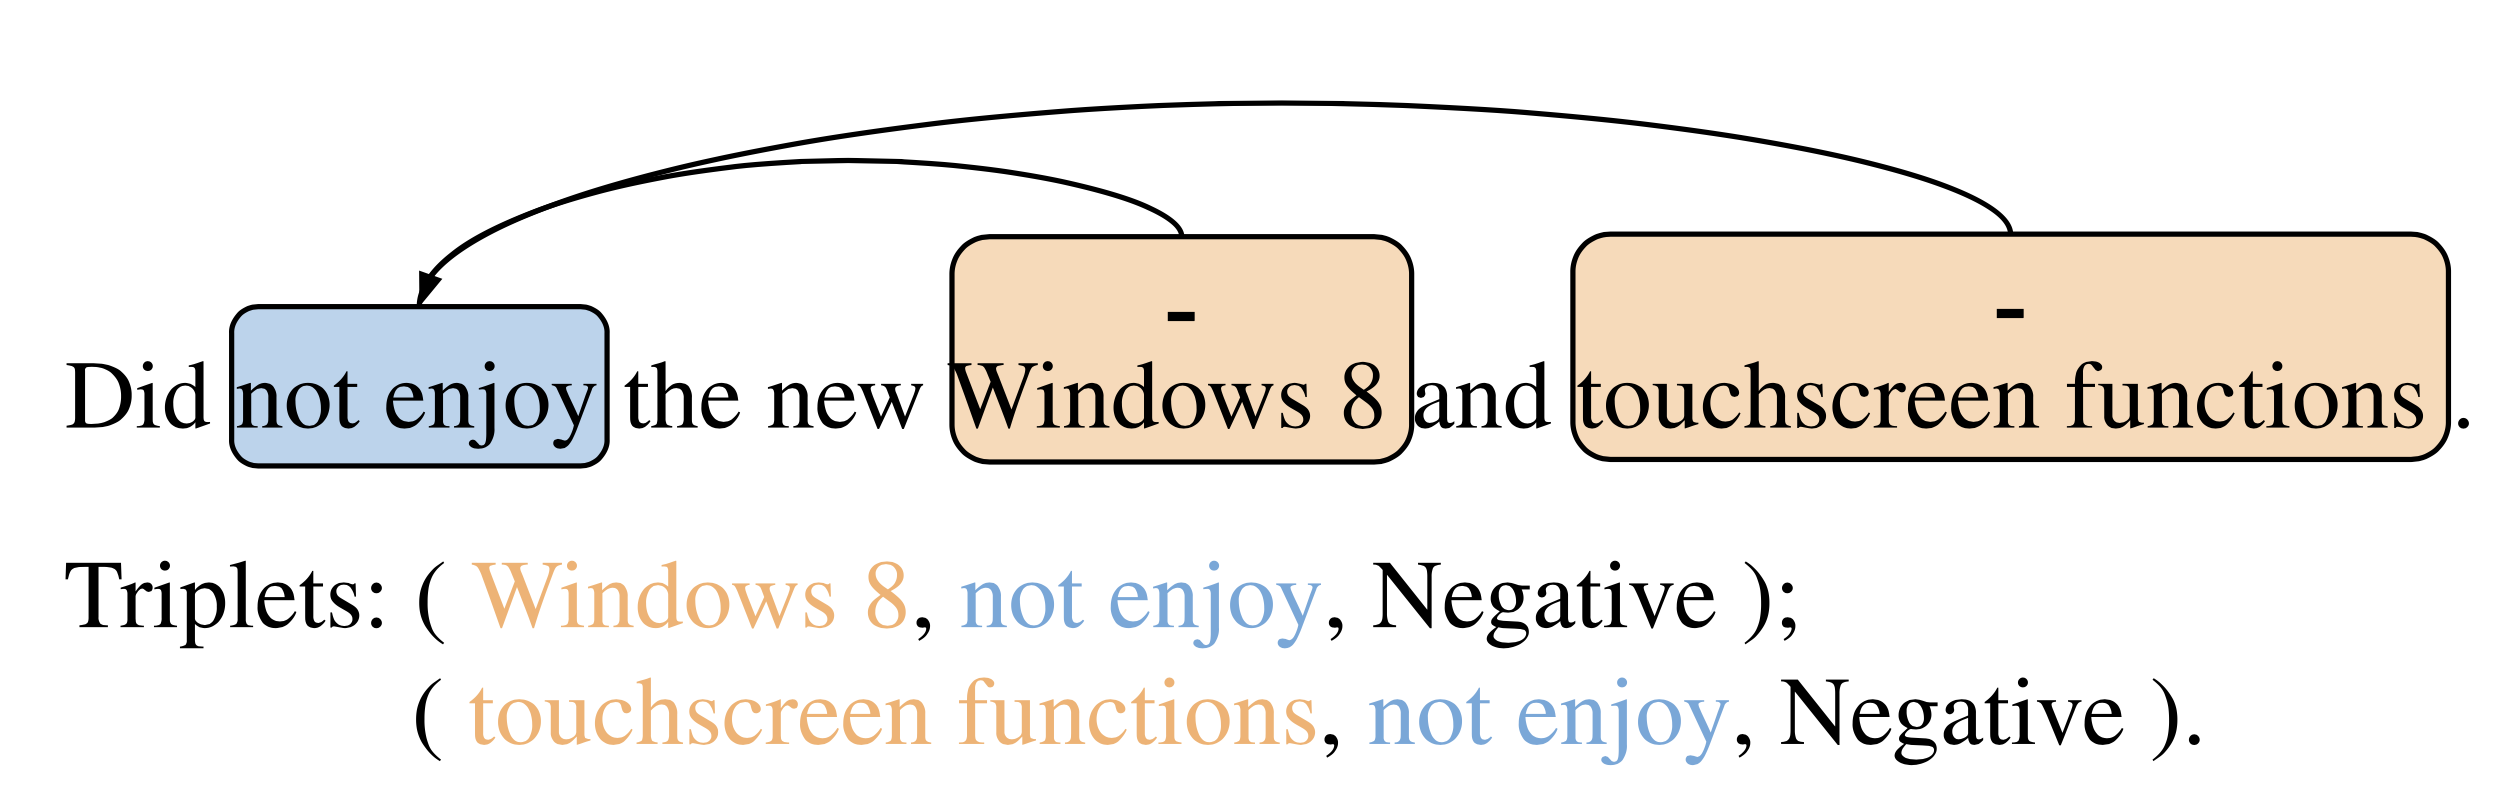 - -
Did not enjoy the new Windows 8 and touchscreen functions.
Triplets: ( Windows 8, not enjoy, Negative );
( touchscreen functions, not enjoy, Negative ).